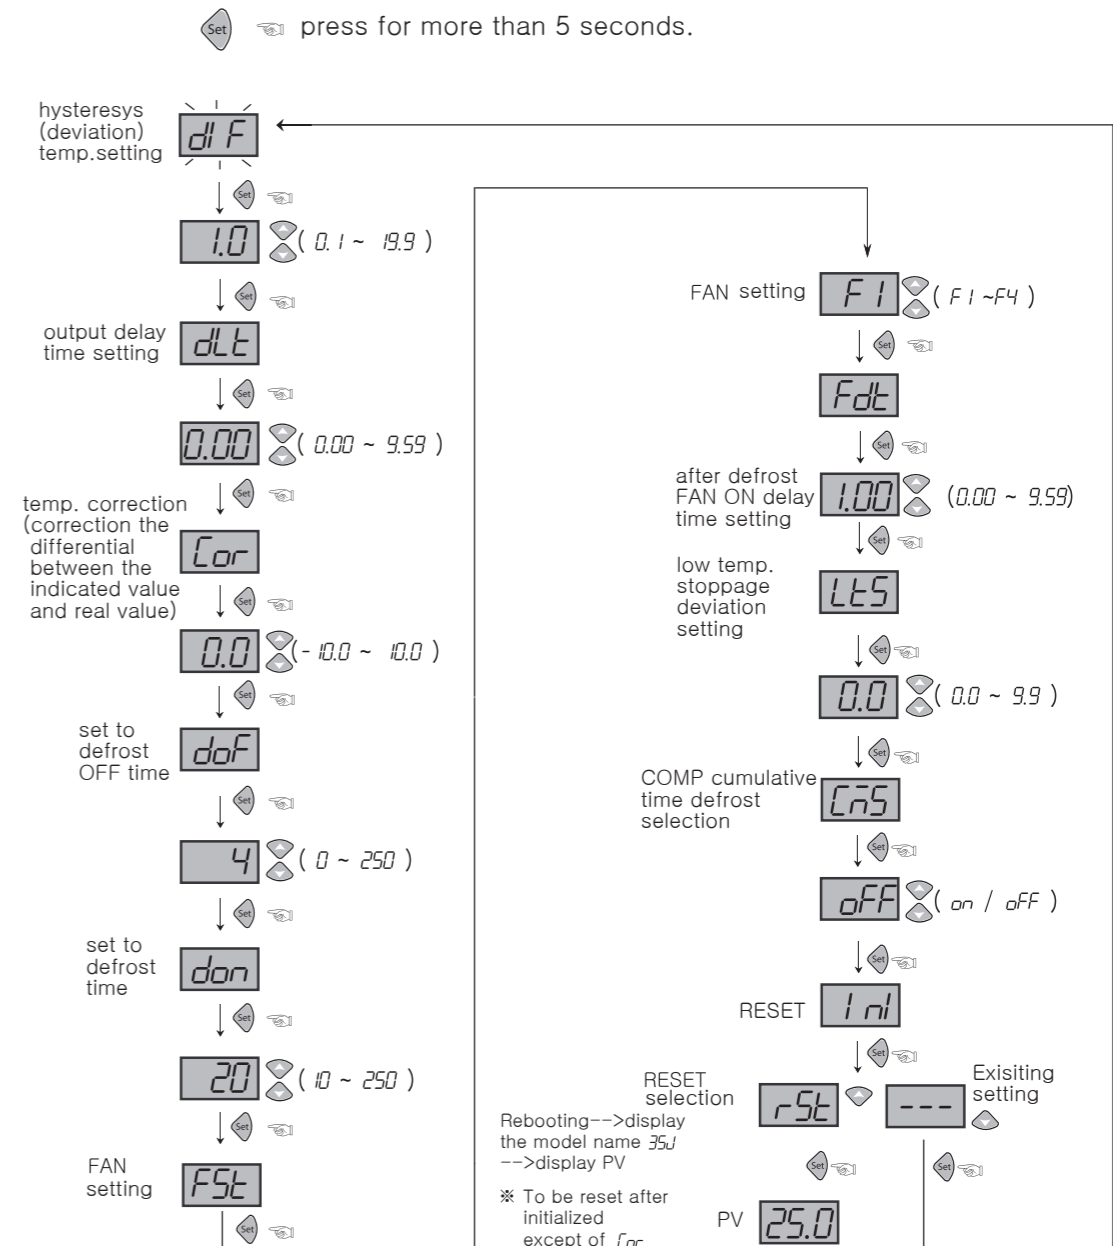 Set press for more than 5 seconds.
hysteresys
(deviation)
temp.setting
dIF
Set
1.0 ( 0.1 ~ 19.9 )
Set
output delay
time setting
dLt
Set
0.00 ( 0.00 ~ 9.59 )
Set
temp. correction
(correction the
differential
between the
indicated value
and real value)
Cor
Set
0.0 (- 10.0 ~ 10.0 )
Set
set to
defrost
OFF time
doF
Set
4 ( 0 ~ 250 )
Set
set to
defrost
time
don
Set
20 ( 10 ~ 250 )
Set
FAN
setting
FSt
Set
FAN setting
F1 ( F1 ~F4 )
Set
Fdt
Set
after defrost
FAN ON delay
time setting
1.00 (0.00 ~ 9.59)
Set
low temp.
stoppage
deviation
setting
LtS
Set
0.0 ( 0.0 ~ 9.9 )
Set
COMP cumulative
time defrost
selection
CñS
Set
oFF ( on / oFF )
Set
RESET InI
Set
RESET
selection
rSt
---
Exisiting
setting
Rebooting-->display
the model name 35J
-->display PV
Set
Set
※ To be reset after
initialized
except of Cor
PV 25.0